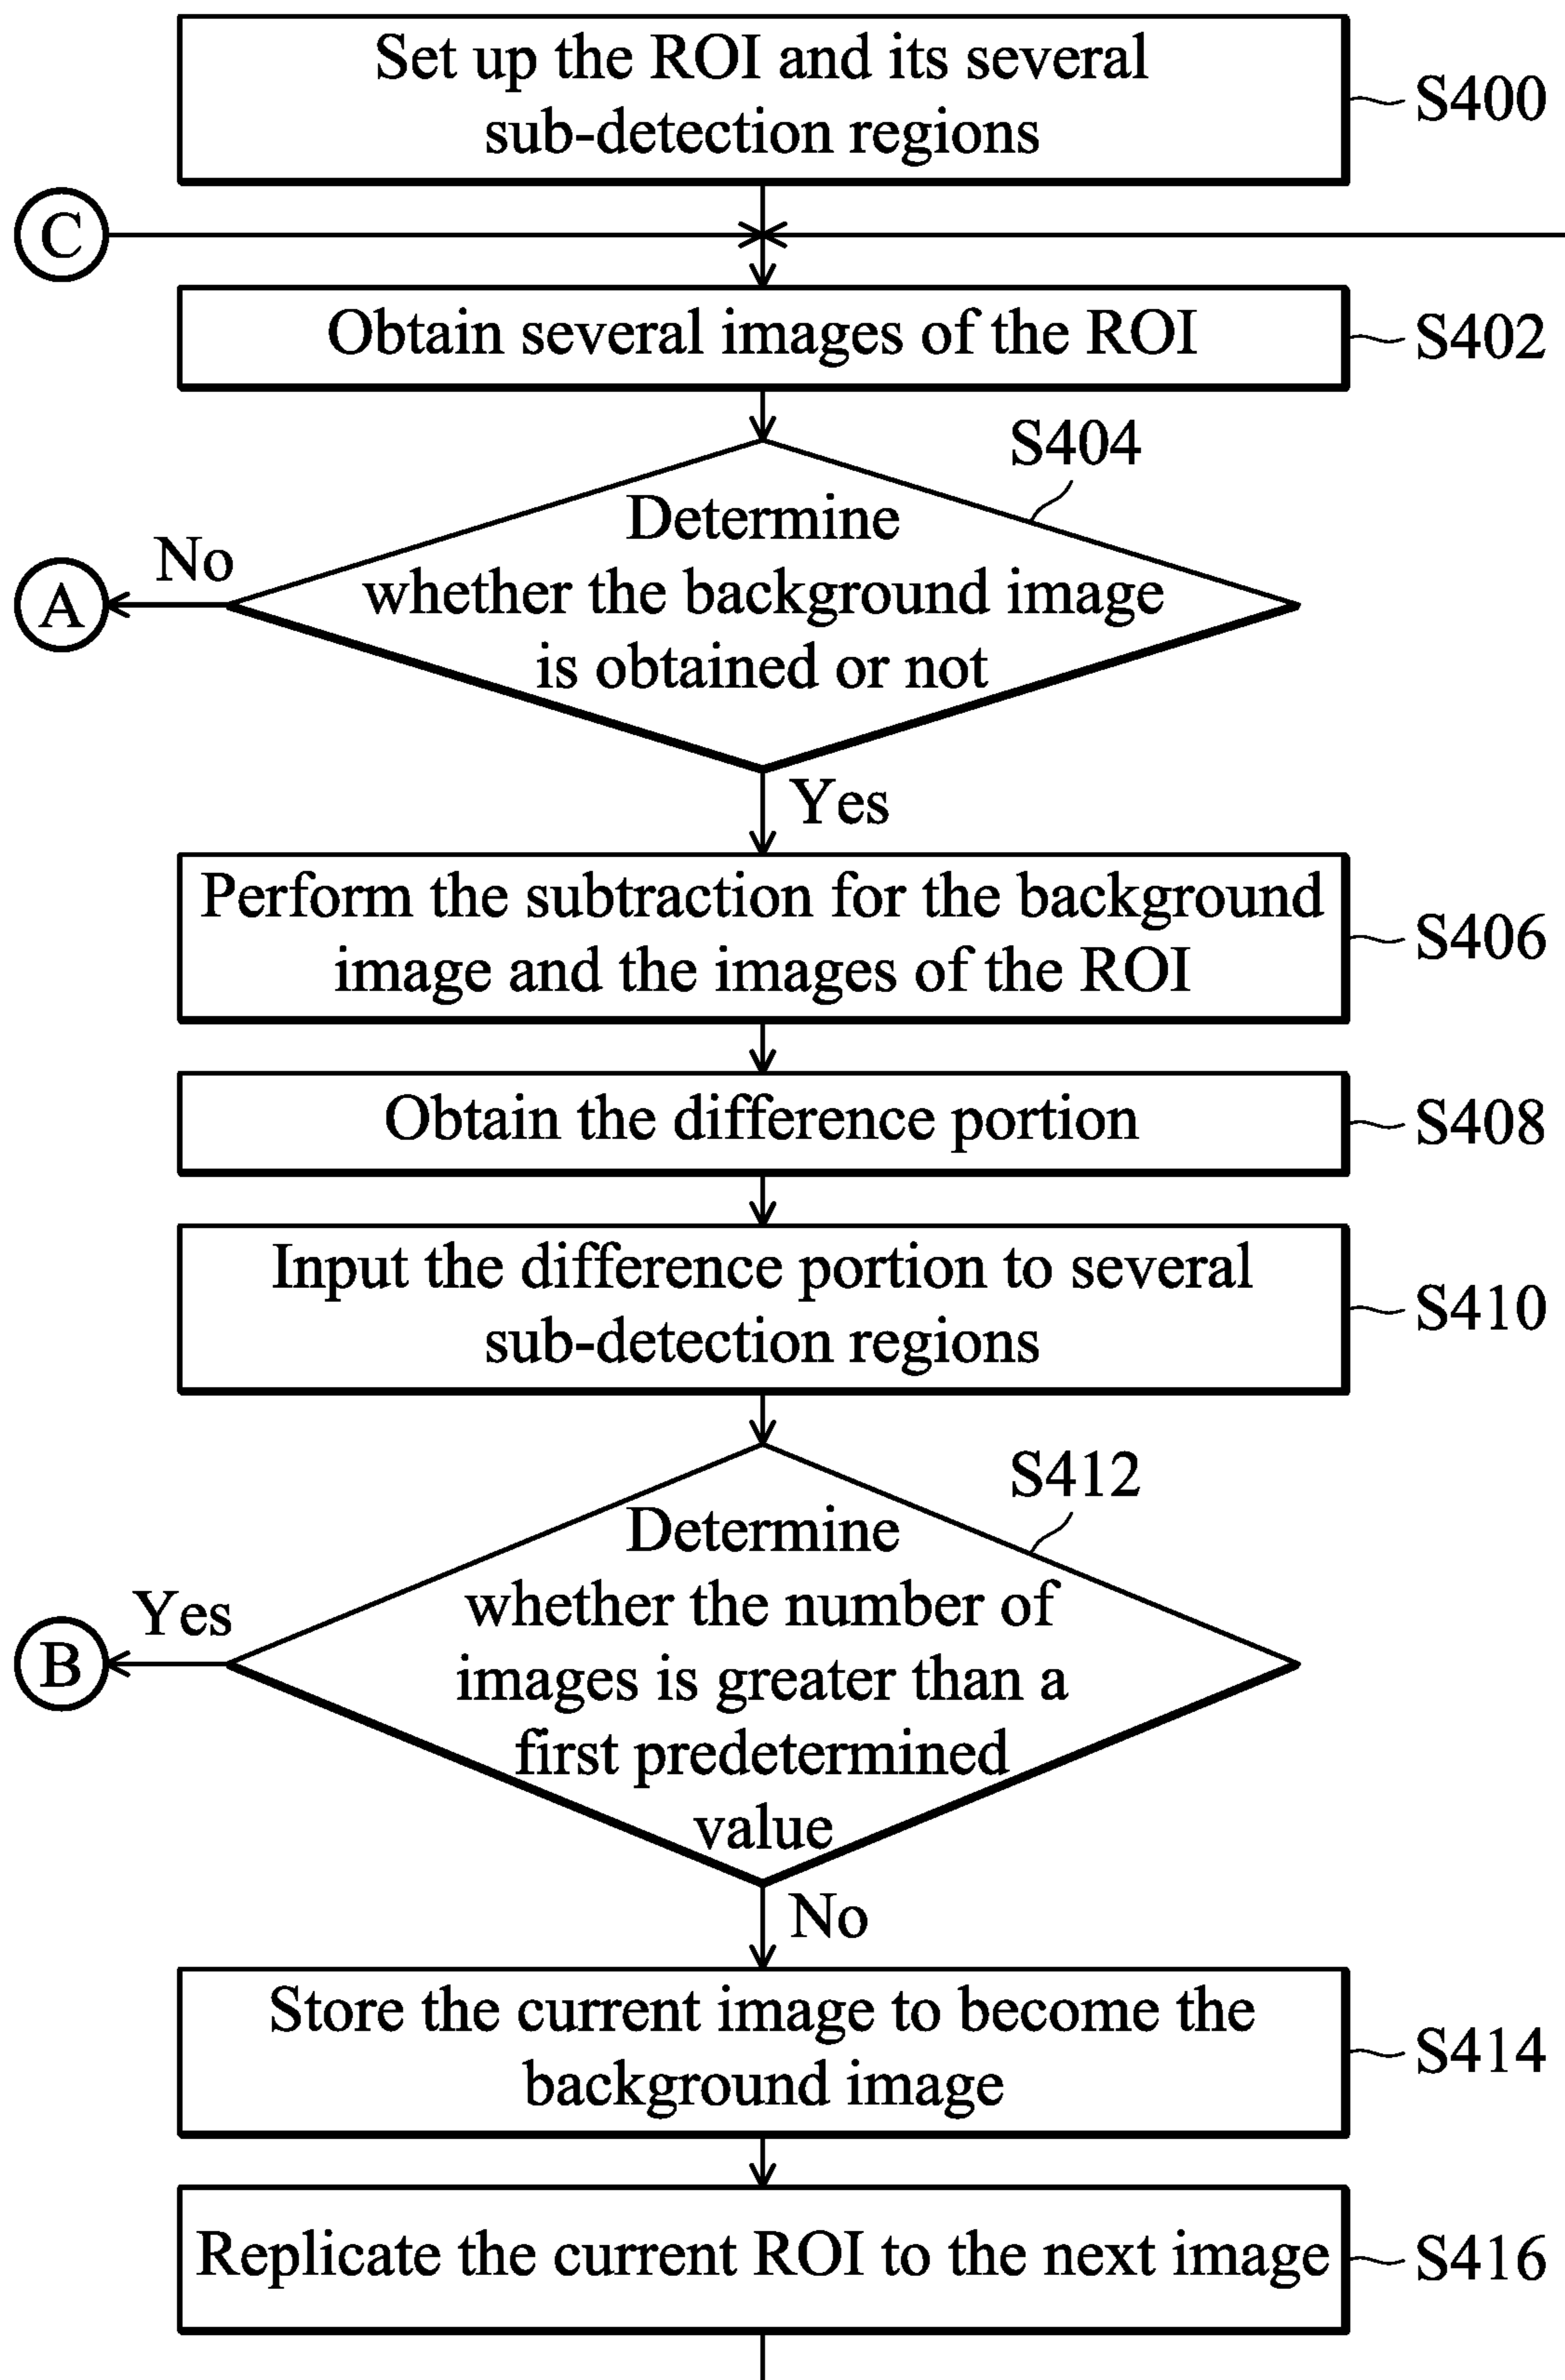 Set up the ROI and its several
sub-detection regions
S400
C
Obtain several images of the ROI
S402
S404
Determine
whether the background image
is obtained or not
No
A
Yes
Perform the subtraction for the background
image and the images of the ROI
S406
Obtain the difference portion
S408
Input the difference portion to several
sub-detection regions
S410
S412
Determine
whether the number of
images is greater than a
first predetermined
value
Yes
B
No
Store the current image to become the
background image
S414
Replicate the current ROI to the next image
S416